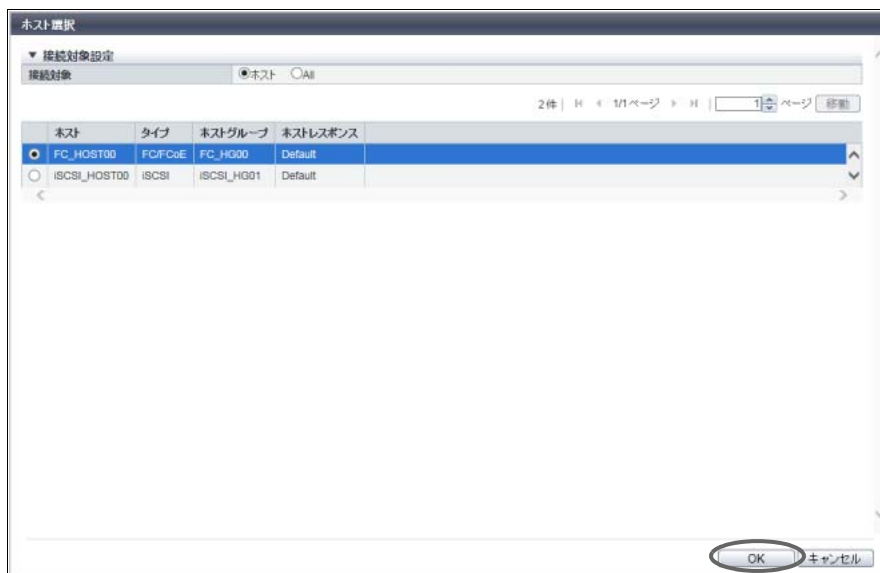 ホスト選択
▼ 接続対象設定
接続対象 ホスト All
2件 | 1/1ページ | 1 ページ 移動
ホスト タイプ ホストグループ ホストレスポンス
FC_HOST00 FC/FCoE FC_HG00 Default
iSCSI_HOST00 iSCSI iSCSI_HG01 Default
OK キャンセル